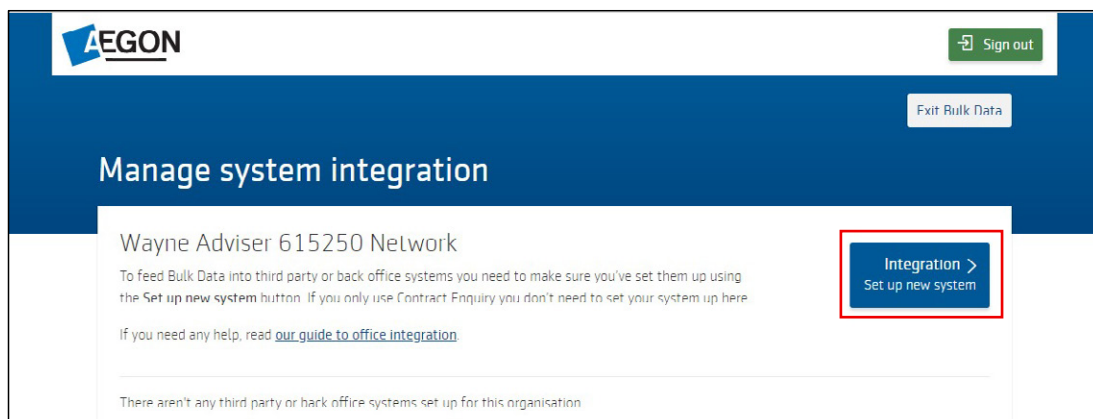 AEGON
Sign out
Exit Bulk Data
Manage system integration
Wayne Adviser 615250 Network
To feed Bulk Data into third party or back office systems you need to make sure you've set them up using
the Set up new system button. If you only use Contract Enquiry you don't need to set your system up here
If you need any help, read our guide to office integration.
Integration >
Set up new system
There aren't any third party or back office systems set up for this organisation